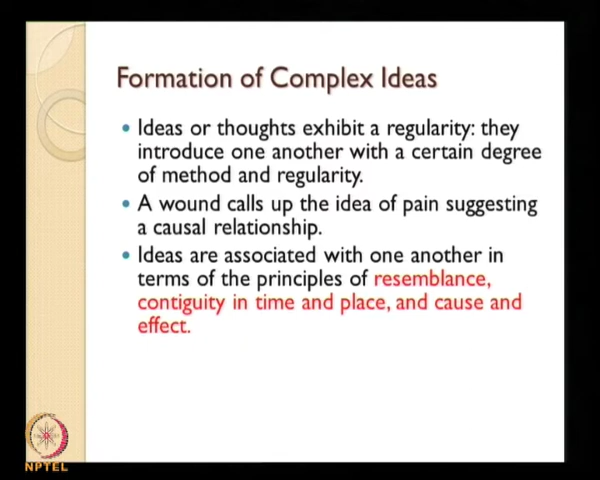 Formation of Complex Ideas
• Ideas or thoughts exhibit a regularity: they
introduce one another with a certain degree
of method and regularity.
• A wound calls up the idea of pain suggesting
a causal relationship.
• Ideas are associated with one another in
terms of the principles of resemblance,
contiguity in time and place, and cause and
effect.
NPTEL